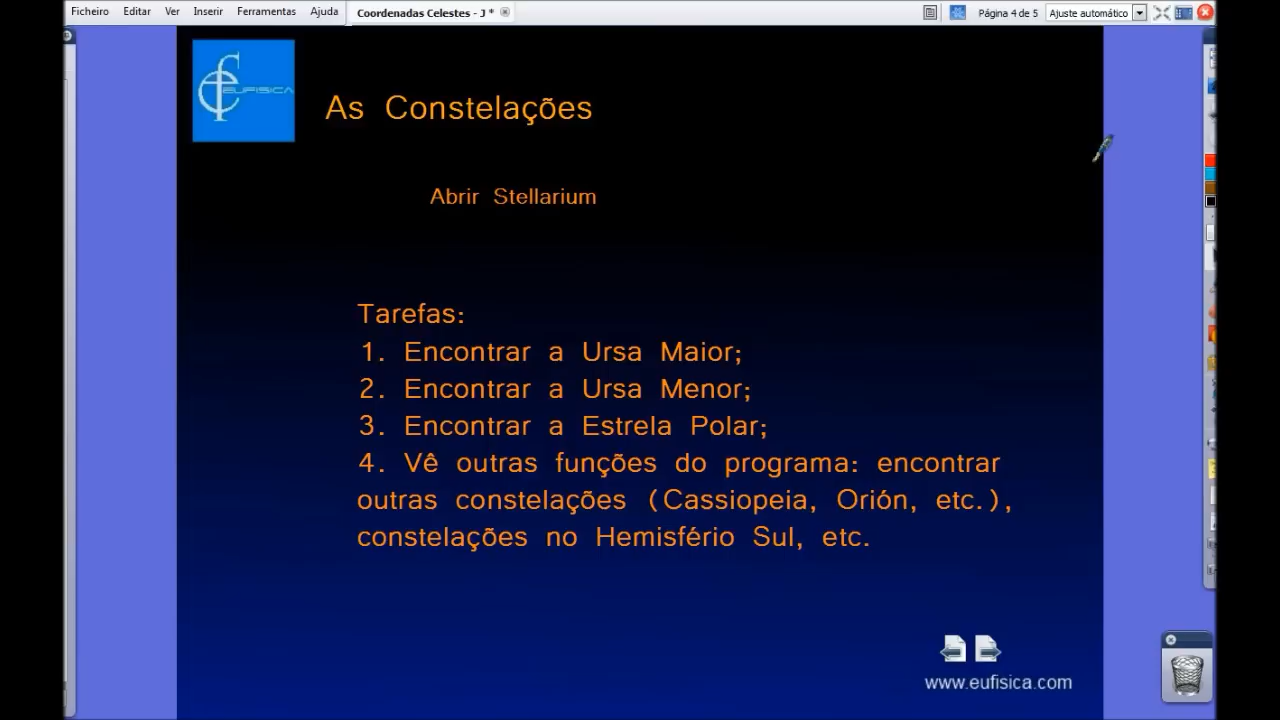 Ficheiro Editar Ver Inserir Ferramentas Ajuda Coordenadas Celestes - J * Página 4 de 5 Ajuste automático
EUFISICA
As Constelações
Abrir Stellarium
Tarefas:
1. Encontrar a Ursa Maior;
2. Encontrar a Ursa Menor;
3. Encontrar a Estrela Polar;
4. Vê outras funções do programa: encontrar
outras constelações (Cassiopeia, Orión, etc.),
constelações no Hemisfério Sul, etc.
www.eufisica.com